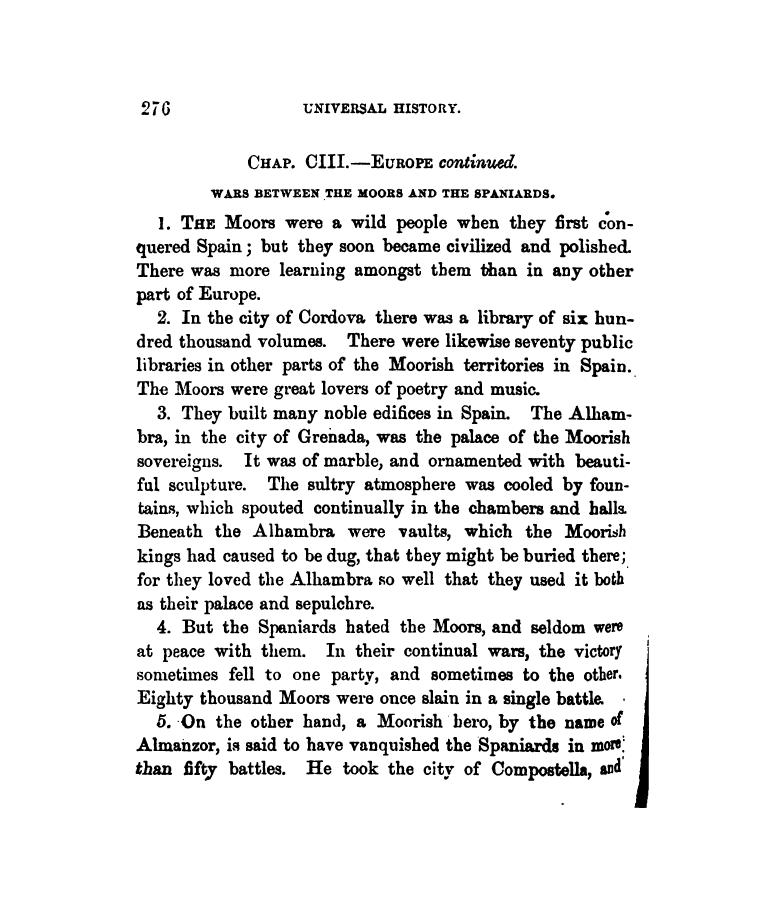 276 UNIVERSAL HISTORY.
CHAP. CIII.—EUROPE continued.
WARS BETWEEN THE MOORS AND THE SPANIARDS.
1. THE Moors were a wild people when they first con-
quered Spain; but they soon became civilized and polished.
There was more learning amongst them than in any other
part of Europe.
2. In the city of Cordova there was a library of six hun-
dred thousand volumes. There were likewise seventy public
libraries in other parts of the Moorish territories in Spain.
The Moors were great lovers of poetry and music.
3. They built many noble edifices in Spain. The Alham-
bra, in the city of Grenada, was the palace of the Moorish
sovereigns. It was of marble, and ornamented with beauti-
ful sculpture. The sultry atmosphere was cooled by foun-
tains, which spouted continually in the chambers and halls.
Beneath the Alhambra were vaults, which the Moorish
kings had caused to be dug, that they might be buried there;
for they loved the Alhambra so well that they used it both
as their palace and sepulchre.
4. But the Spaniards hated the Moors, and seldom were
at peace with them. In their continual wars, the victory
sometimes fell to one party, and sometimes to the other.
Eighty thousand Moors were once slain in a single battle.
5. On the other hand, a Moorish hero, by the name of
Almanzor, is said to have vanquished the Spaniards in more
than fifty battles. He took the city of Compostella, and